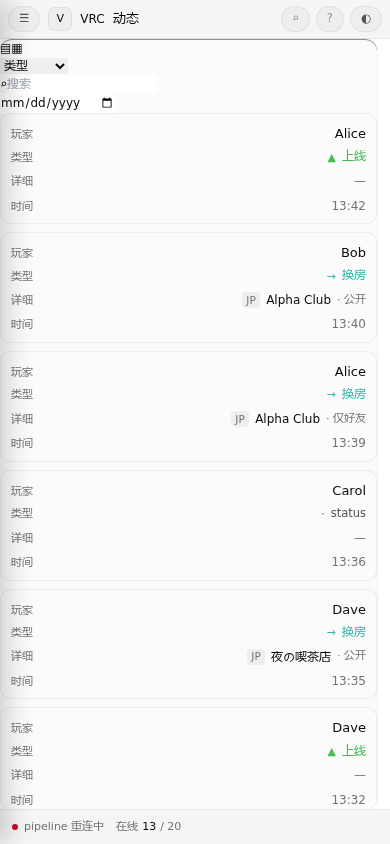 ☰ V VRC 动态 ⌕ ? ◐
▤▦
类型
⌕搜索
mm/dd/yyyy
玩家 Alice
类型 ▲ 上线
详细 —
时间 13:42
玩家 Bob
类型 → 换房
详细 JP Alpha Club · 公开
时间 13:40
玩家 Alice
类型 → 换房
详细 JP Alpha Club · 仅好友
时间 13:39
玩家 Carol
类型 · status
详细 —
时间 13:36
玩家 Dave
类型 → 换房
详细 JP 夜の喫茶店 · 公开
时间 13:35
玩家 Dave
类型 ▲ 上线
详细 —
时间 13:32
pipeline 重连中 在线 13 / 20